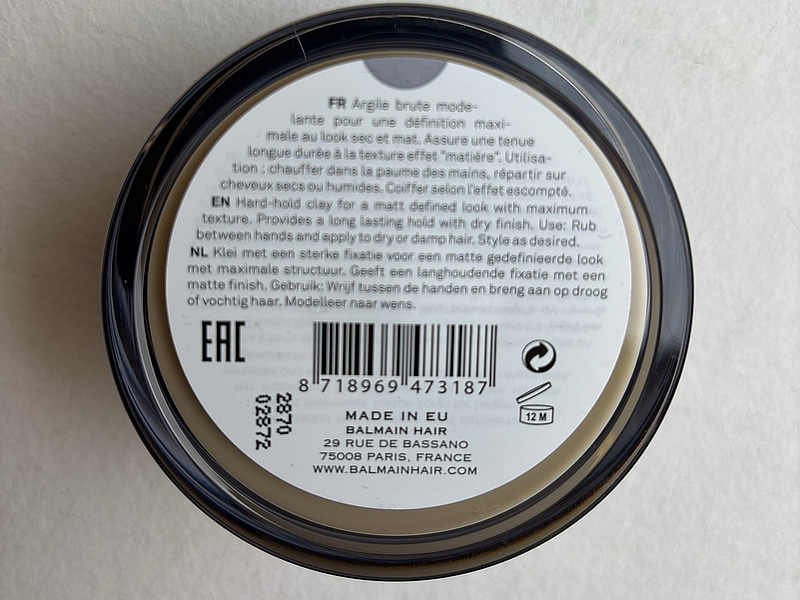 FR Argile brute mode-
lante pour une définition maxi-
male au look sec et mat. Assure une tenue
longue durée à la texture effet "matière". Utilisa-
tion : chauffer dans la paume des mains, répartir sur
cheveux secs ou humides. Coiffer selon l'effet escompté.
EN Hard-hold clay for a matt defined look with maximum
texture. Provides a long lasting hold with dry finish. Use: Rub
between hands and apply to dry or damp hair. Style as desired.
NL Klei met een sterke fixatie voor een matte gedefinieerde look
met maximale structuur. Geeft een langhoudende fixatie met een
matte finish. Gebruik: Wrijf tussen de handen en breng aan op droog
of vochtig haar. Modelleer naar wens.
EAC
8 718969 473187
12 M
2870
02872
MADE IN EU
BALMAIN HAIR
29 RUE DE BASSANO
75008 PARIS, FRANCE
WWW.BALMAINHAIR.COM